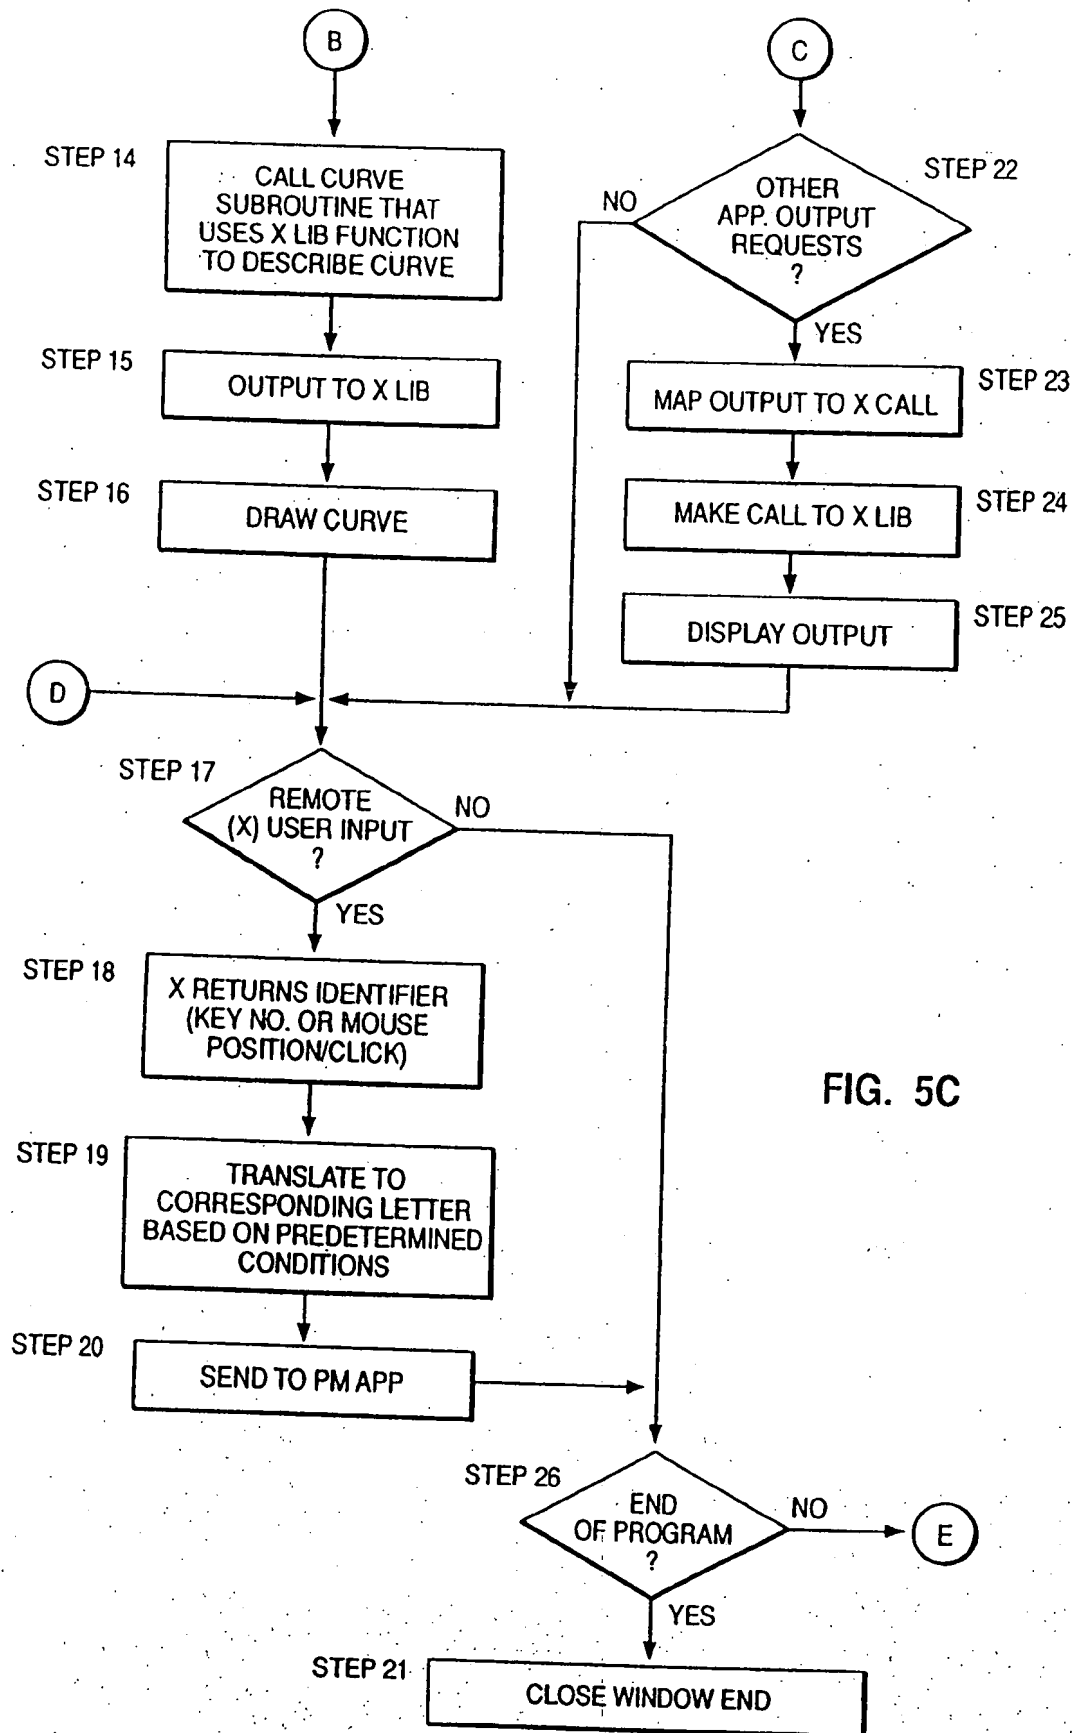 B
STEP 14
CALL CURVE
SUBROUTINE THAT
USES X LIB FUNCTION
TO DESCRIBE CURVE
STEP 15
OUTPUT TO X LIB
STEP 16
DRAW CURVE
C
STEP 22
OTHER
APP. OUTPUT
REQUESTS
?
NO
YES
STEP 23
MAP OUTPUT TO X CALL
STEP 24
MAKE CALL TO X LIB
STEP 25
DISPLAY OUTPUT
D
STEP 17
REMOTE
(X) USER INPUT
?
NO
YES
STEP 18
X RETURNS IDENTIFIER
(KEY NO. OR MOUSE
POSITION/CLICK)
STEP 19
TRANSLATE TO
CORRESPONDING LETTER
BASED ON PREDETERMINED
CONDITIONS
STEP 20
SEND TO PM APP
STEP 26
END
OF PROGRAM
?
NO
E
YES
STEP 21
CLOSE WINDOW END
FIG. 5C